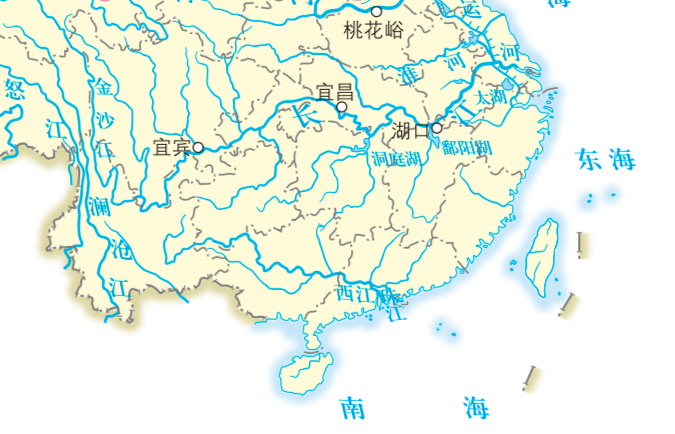 海
桃花峪
运
河
淮
河
江
怒
江
金
沙
江
宜昌
长
江
太湖
湖口
宜宾
洞庭湖
鄱阳湖
东海
澜
沧
江
西江
珠
江
南
海